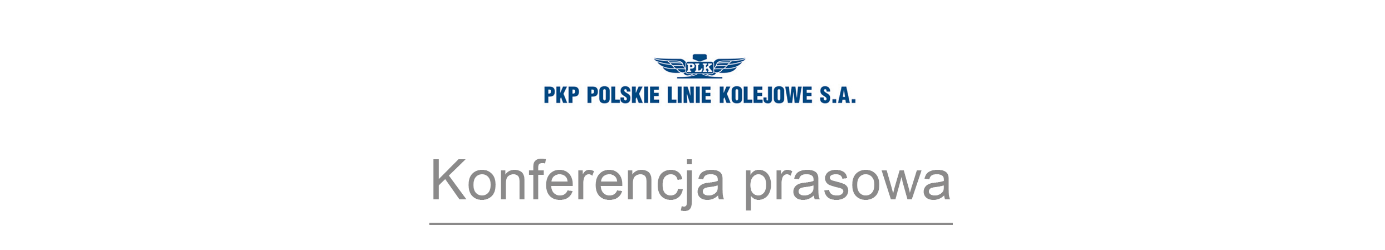 PLK
PKP POLSKIE LINIE KOLEJOWE S.A.
Konferencja prasowa